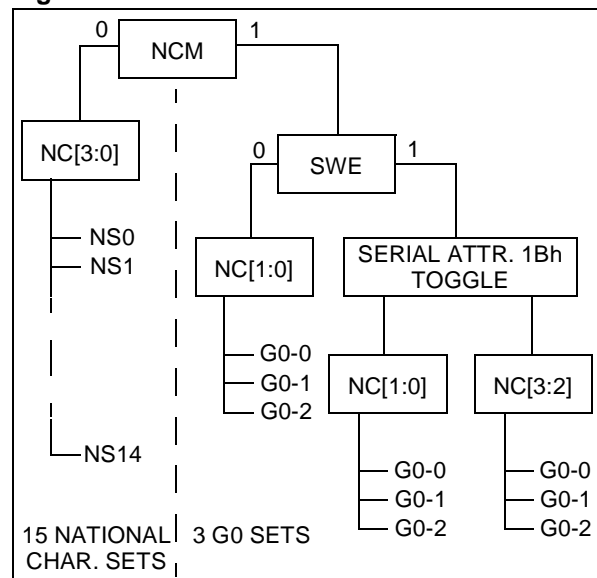 0
1
NCM
NC[3:0]
0
1
SWE
NS0
NS1
NC[1:0]
SERIAL ATTR. 1Bh
TOGGLE
G0-0
G0-1
G0-2
NC[1:0]
NC[3:2]
NS14
G0-0
G0-1
G0-2
G0-0
G0-1
G0-2
15 NATIONAL
CHAR. SETS
3 G0 SETS